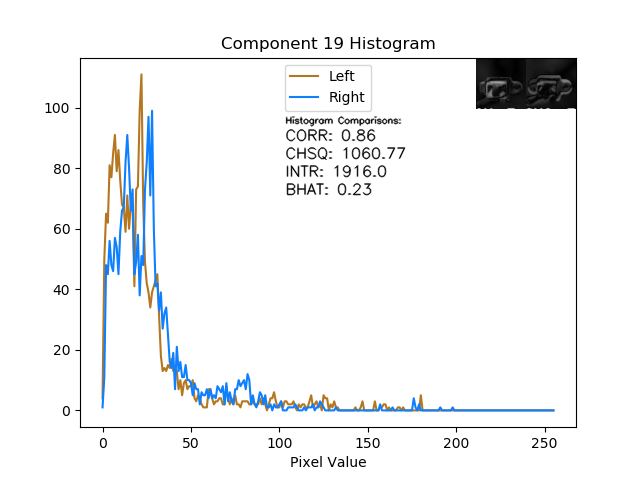 Component 19 Histogram
Left
Right
Histogram Comparisons:
CORR: 0.86
CHSQ: 1060.77
INTR: 1916.0
BHAT: 0.23
100
80
60
40
20
0
0 50 100 150 200 250
Pixel Value